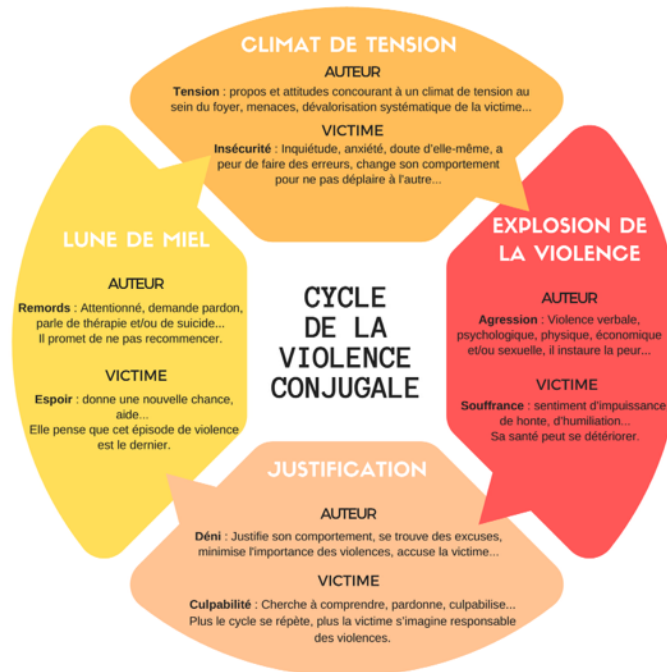 CLIMAT DE TENSION
AUTEUR
Tension : propos et attitudes concourant à un climat de tension au
sein du foyer, menaces, dévalorisation systématique de la victime...
VICTIME
Insécurité : Inquiétude, anxiété, doute d'elle-même, a
peur de faire des erreurs, change son comportement
pour ne pas déplaire à l'autre...
EXPLOSION DE
LA VIOLENCE
AUTEUR
Agression : Violence verbale,
psychologique, physique, économique
et/ou sexuelle, il instaure la peur...
VICTIME
Souffrance : sentiment d'impuissance
de honte, d'humiliation...
Sa santé peut se détériorer.
JUSTIFICATION
AUTEUR
Déni : Justifie son comportement, se trouve des excuses,
minimise l'importance des violences, accuse la victime...
VICTIME
Culpabilité : Cherche à comprendre, pardonne, culpabilise...
Plus le cycle se répète, plus la victime s'imagine responsable
des violences.
LUNE DE MIEL
AUTEUR
Remords : Attentionné, demande pardon,
parle de thérapie et/ou de suicide...
Il promet de ne pas recommencer.
VICTIME
Espoir : donne une nouvelle chance,
aide...
Elle pense que cet épisode de violence
est le dernier.
CYCLE
DE LA
VIOLENCE
CONJUGALE